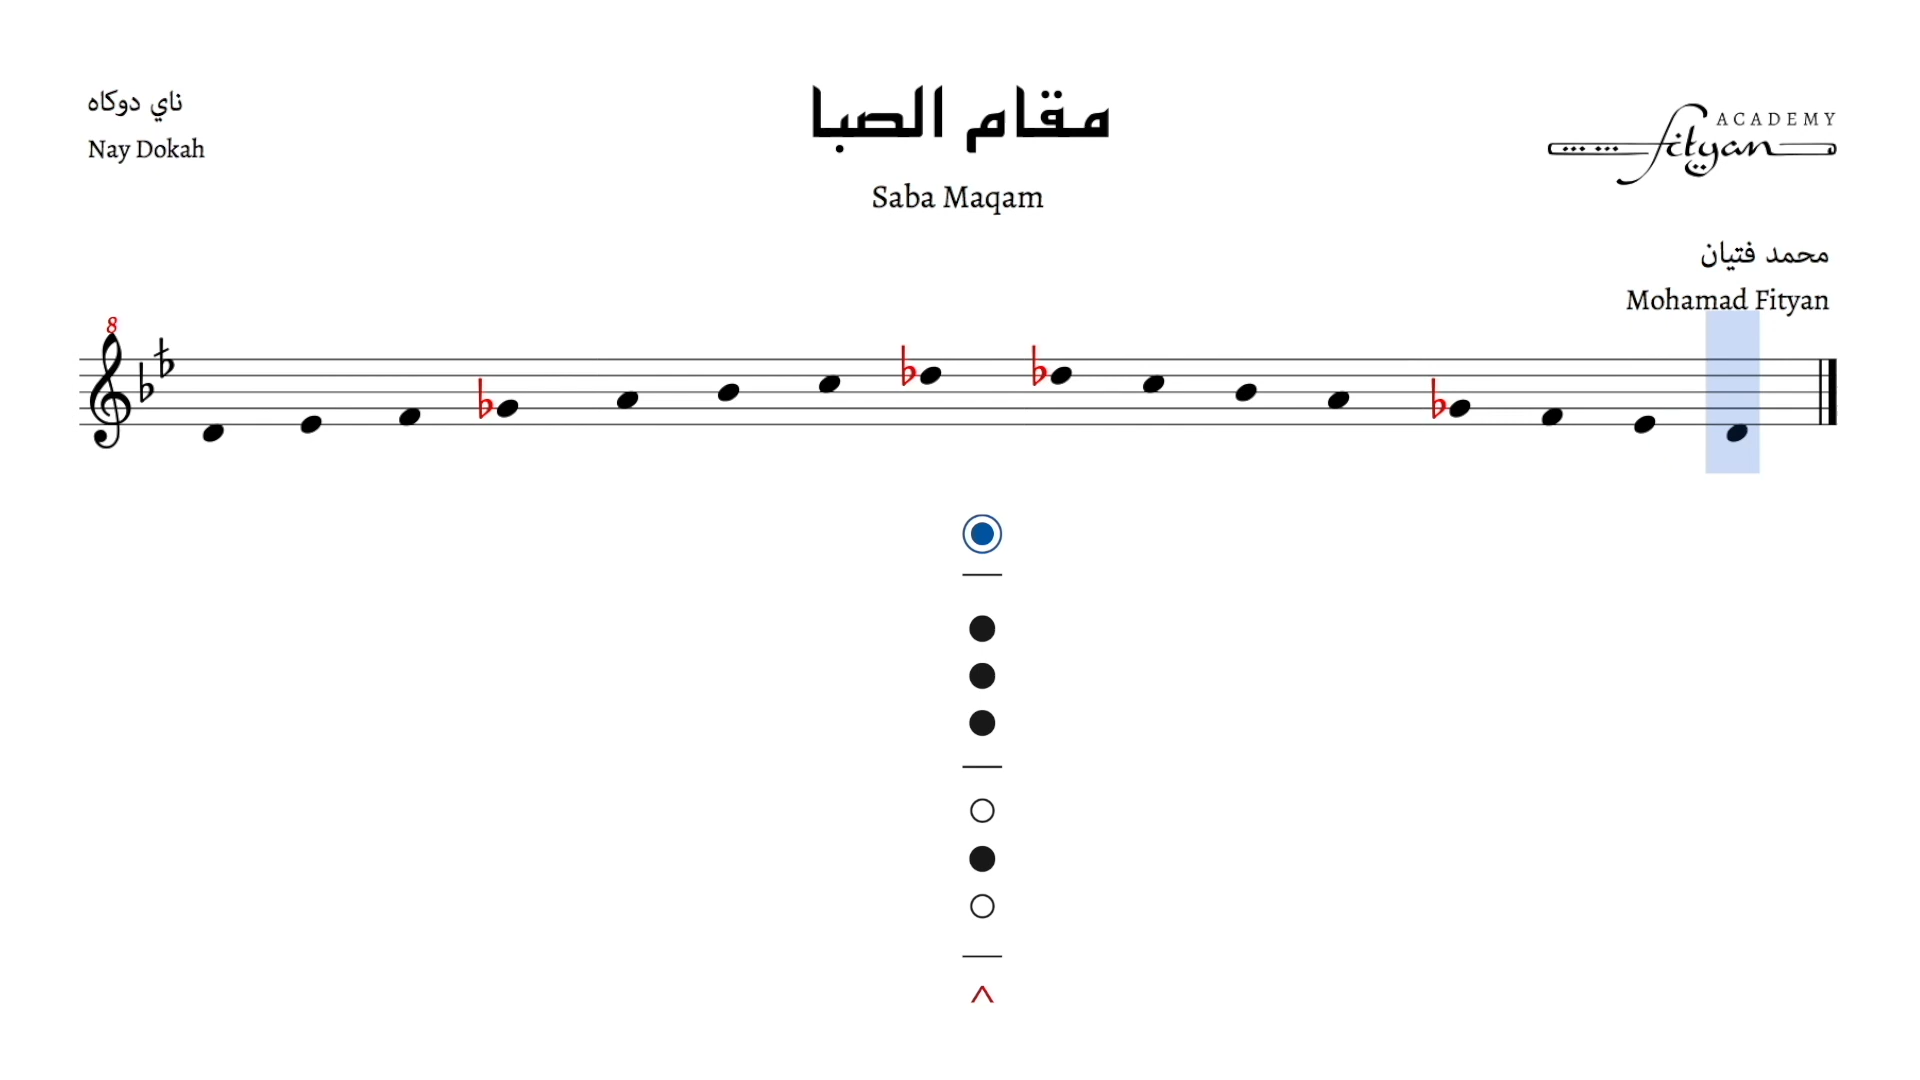 ناي دوكاه
Nay Dokah
مقام الصبا
Saba Maqam
ACADEMY
fityan
محمد فتيان
Mohamad Fityan
8